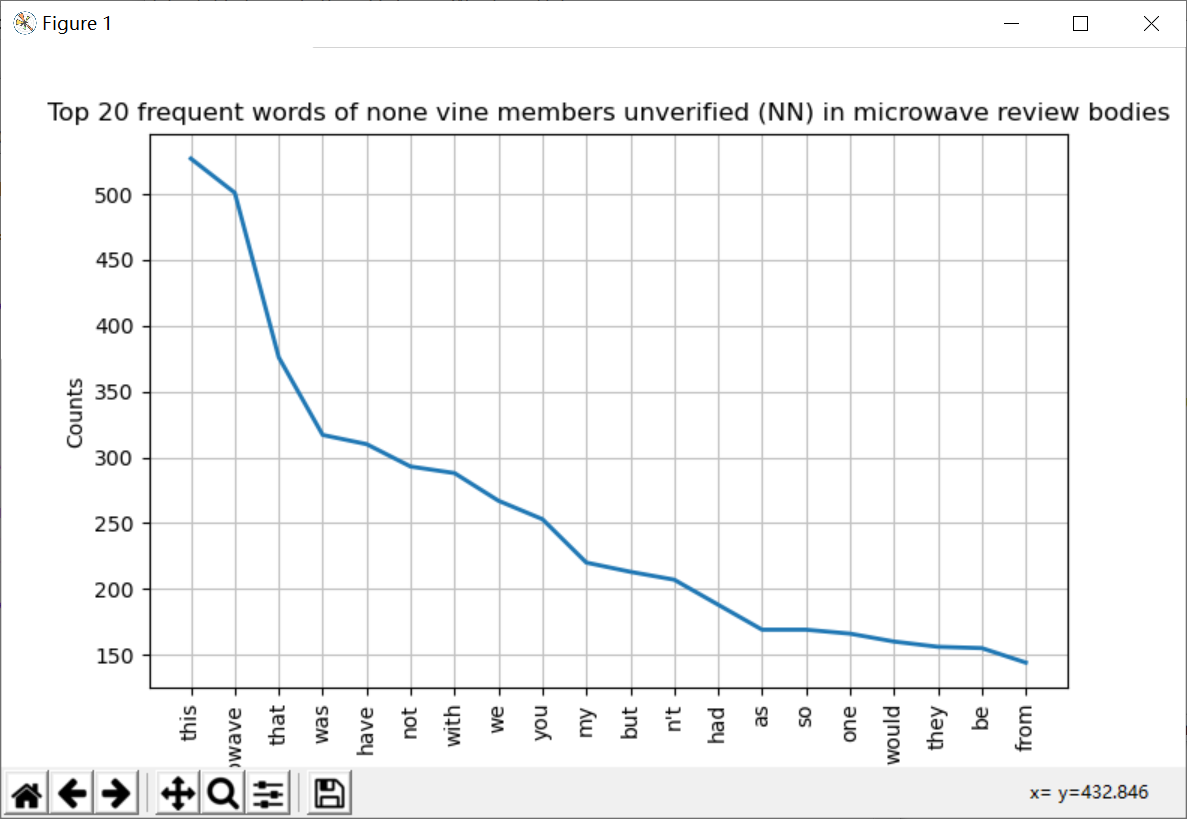 Figure 1
Top 20 frequent words of none vine members unverified (NN) in microwave review bodies
500
450
400
350
300
250
200
150
Counts
this
owave
that
was
have
not
with
we
you
my
but
n't
had
as
so
one
would
they
be
from
x= y=432.846